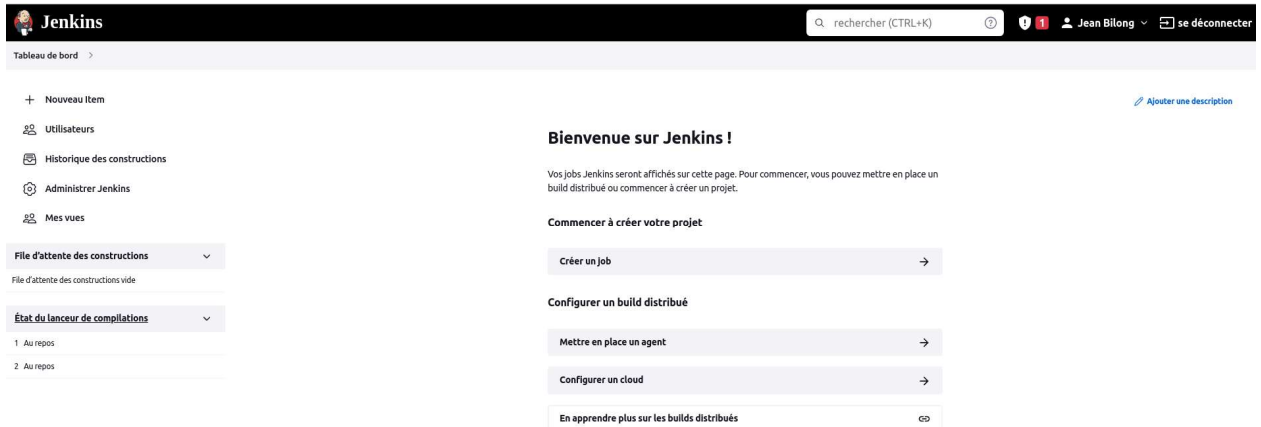 Jenkins
rechercher (CTRL+K)
1
Jean Bilong
se déconnecter
Tableau de bord
Nouveau Item
Utilisateurs
Historique des constructions
Administrer Jenkins
Mes vues
File d'attente des constructions
File d'attente des constructions vide
État du lanceur de compilations
1 Au repos
2 Au repos
Ajouter une description
Bienvenue sur Jenkins !
Vos jobs Jenkins seront affichés sur cette page. Pour commencer, vous pouvez mettre en place un
build distribué ou commencer à créer un projet.
Commencer à créer votre projet
Créer un job
Configurer un build distribué
Mettre en place un agent
Configurer un cloud
En apprendre plus sur les builds distribués